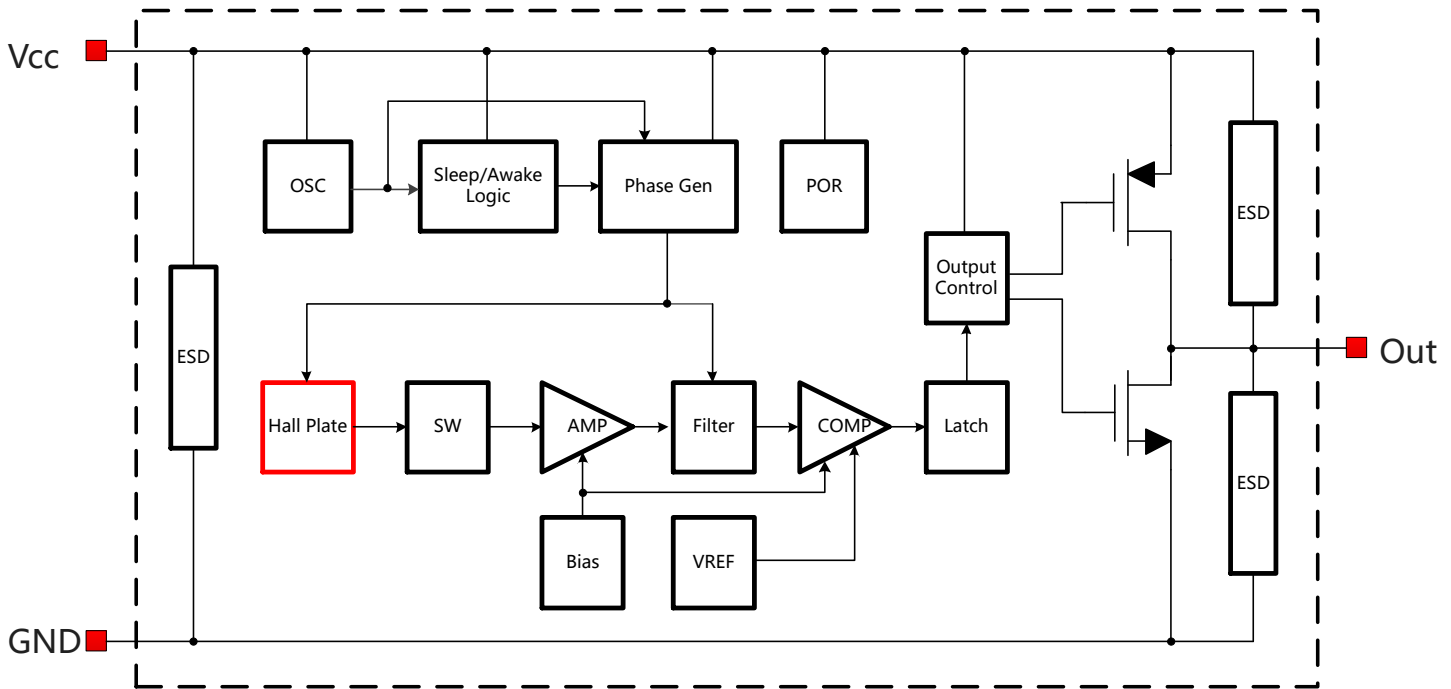 Vcc
OSC
Sleep/Awake
Logic
Phase Gen
POR
ESD
Output
Control
ESD
Out
Hall Plate
SW
AMP
Filter
COMP
Latch
ESD
Bias
VREF
GND